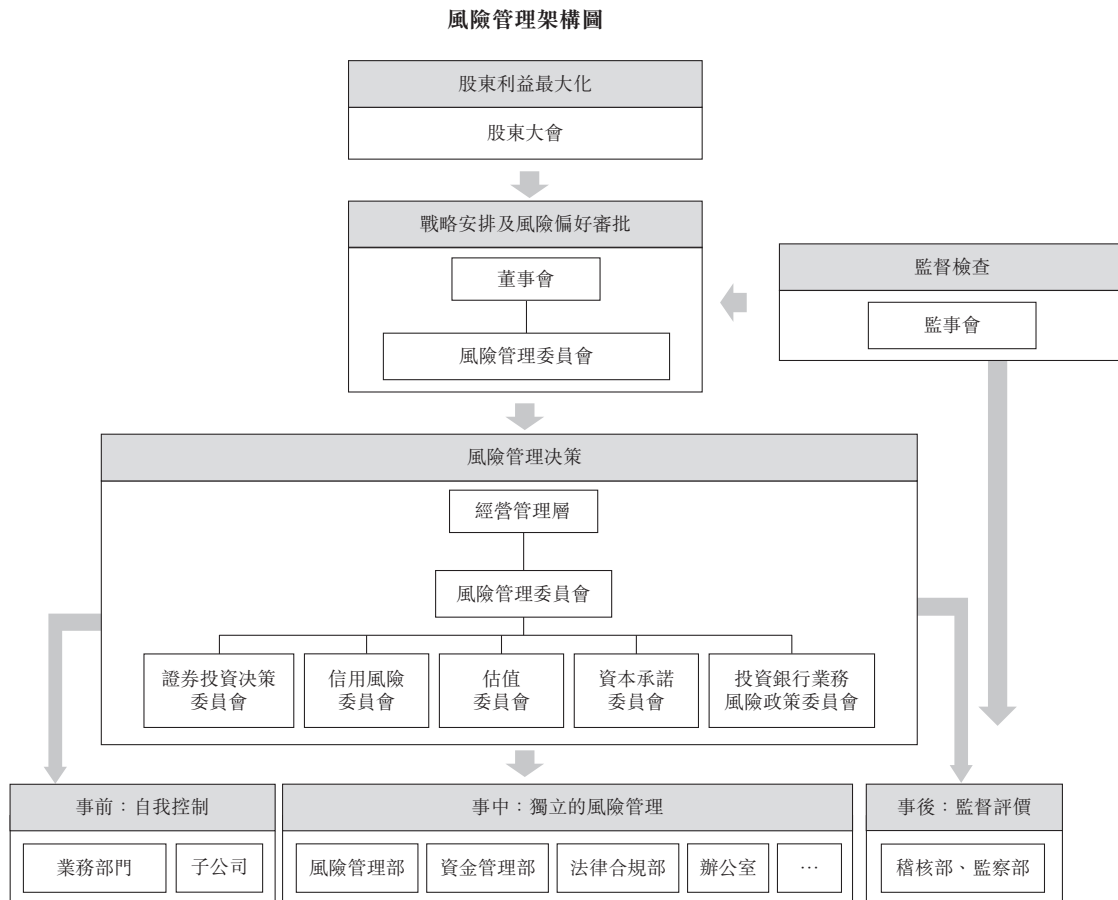 風險管理架構圖
股東利益最大化
股東大會
戰略安排及風險偏好審批
董事會
風險管理委員會
監督檢查
監事會
風險管理決策
經營管理層
風險管理委員會
證券投資決策
委員會
信用風險
委員會
估值
委員會
資本承諾
委員會
投資銀行業務
風險政策委員會
事前：自我控制
業務部門
子公司
事中：獨立的風險管理
風險管理部
資金管理部
法律合規部
辦公室
…
事後：監督評價
稽核部、監察部